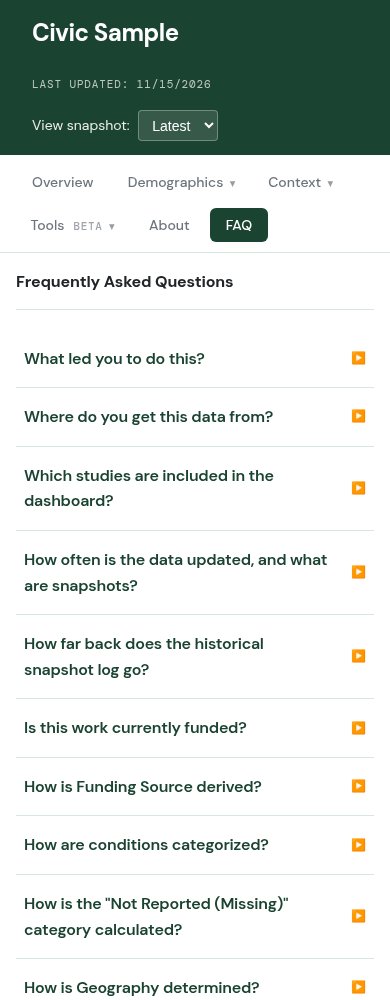 Civic Sample
LAST UPDATED: 11/15/2026
View snapshot: Latest
Overview Demographics ▼ Context ▼
Tools BETA ▼ About FAQ
Frequently Asked Questions
What led you to do this?
Where do you get this data from?
Which studies are included in the
dashboard?
How often is the data updated, and what
are snapshots?
How far back does the historical
snapshot log go?
Is this work currently funded?
How is Funding Source derived?
How are conditions categorized?
How is the "Not Reported (Missing)"
category calculated?
How is Geography determined?